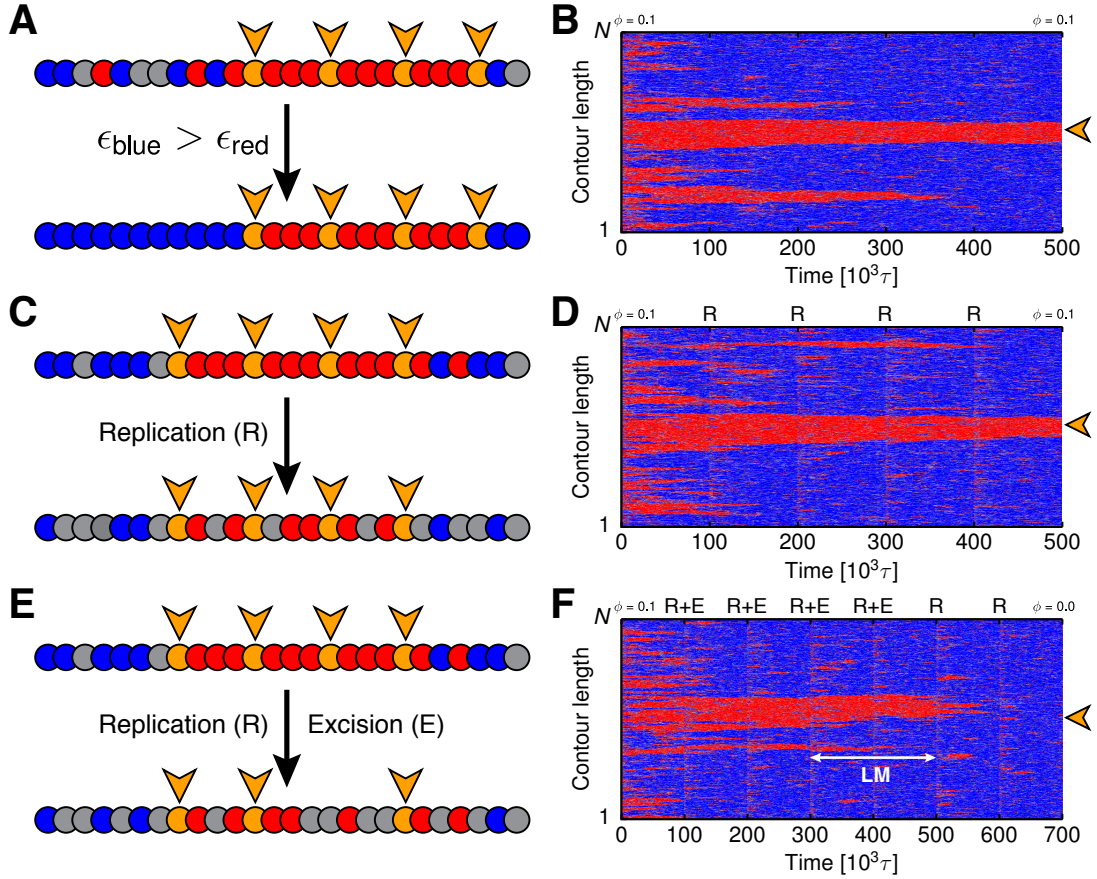 A
ϵblue > ϵred
B
N ϕ = 0.1 ϕ = 0.1
Contour length
1
0 100 200 300 400 500
Time [10³τ]
C
Replication (R)
D
R R R R
N ϕ = 0.1 ϕ = 0.1
Contour length
1
0 100 200 300 400 500
Time [10³τ]
E
Replication (R) Excision (E)
F
N ϕ = 0.1 R+E R+E R+E R+E R R ϕ = 0.0
Contour length
LM
1
0 100 200 300 400 500 600 700
Time [10³τ]